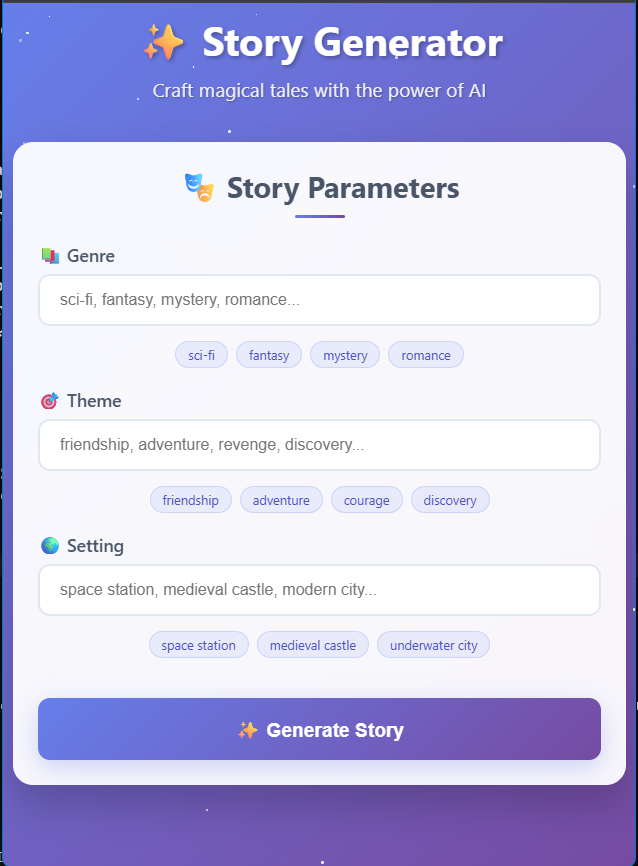 Story Generator
Craft magical tales with the power of AI
Story Parameters
Genre
sci-fi, fantasy, mystery, romance...
sci-fi fantasy mystery romance
Theme
friendship, adventure, revenge, discovery...
friendship adventure courage discovery
Setting
space station, medieval castle, modern city...
space station medieval castle underwater city
Generate Story